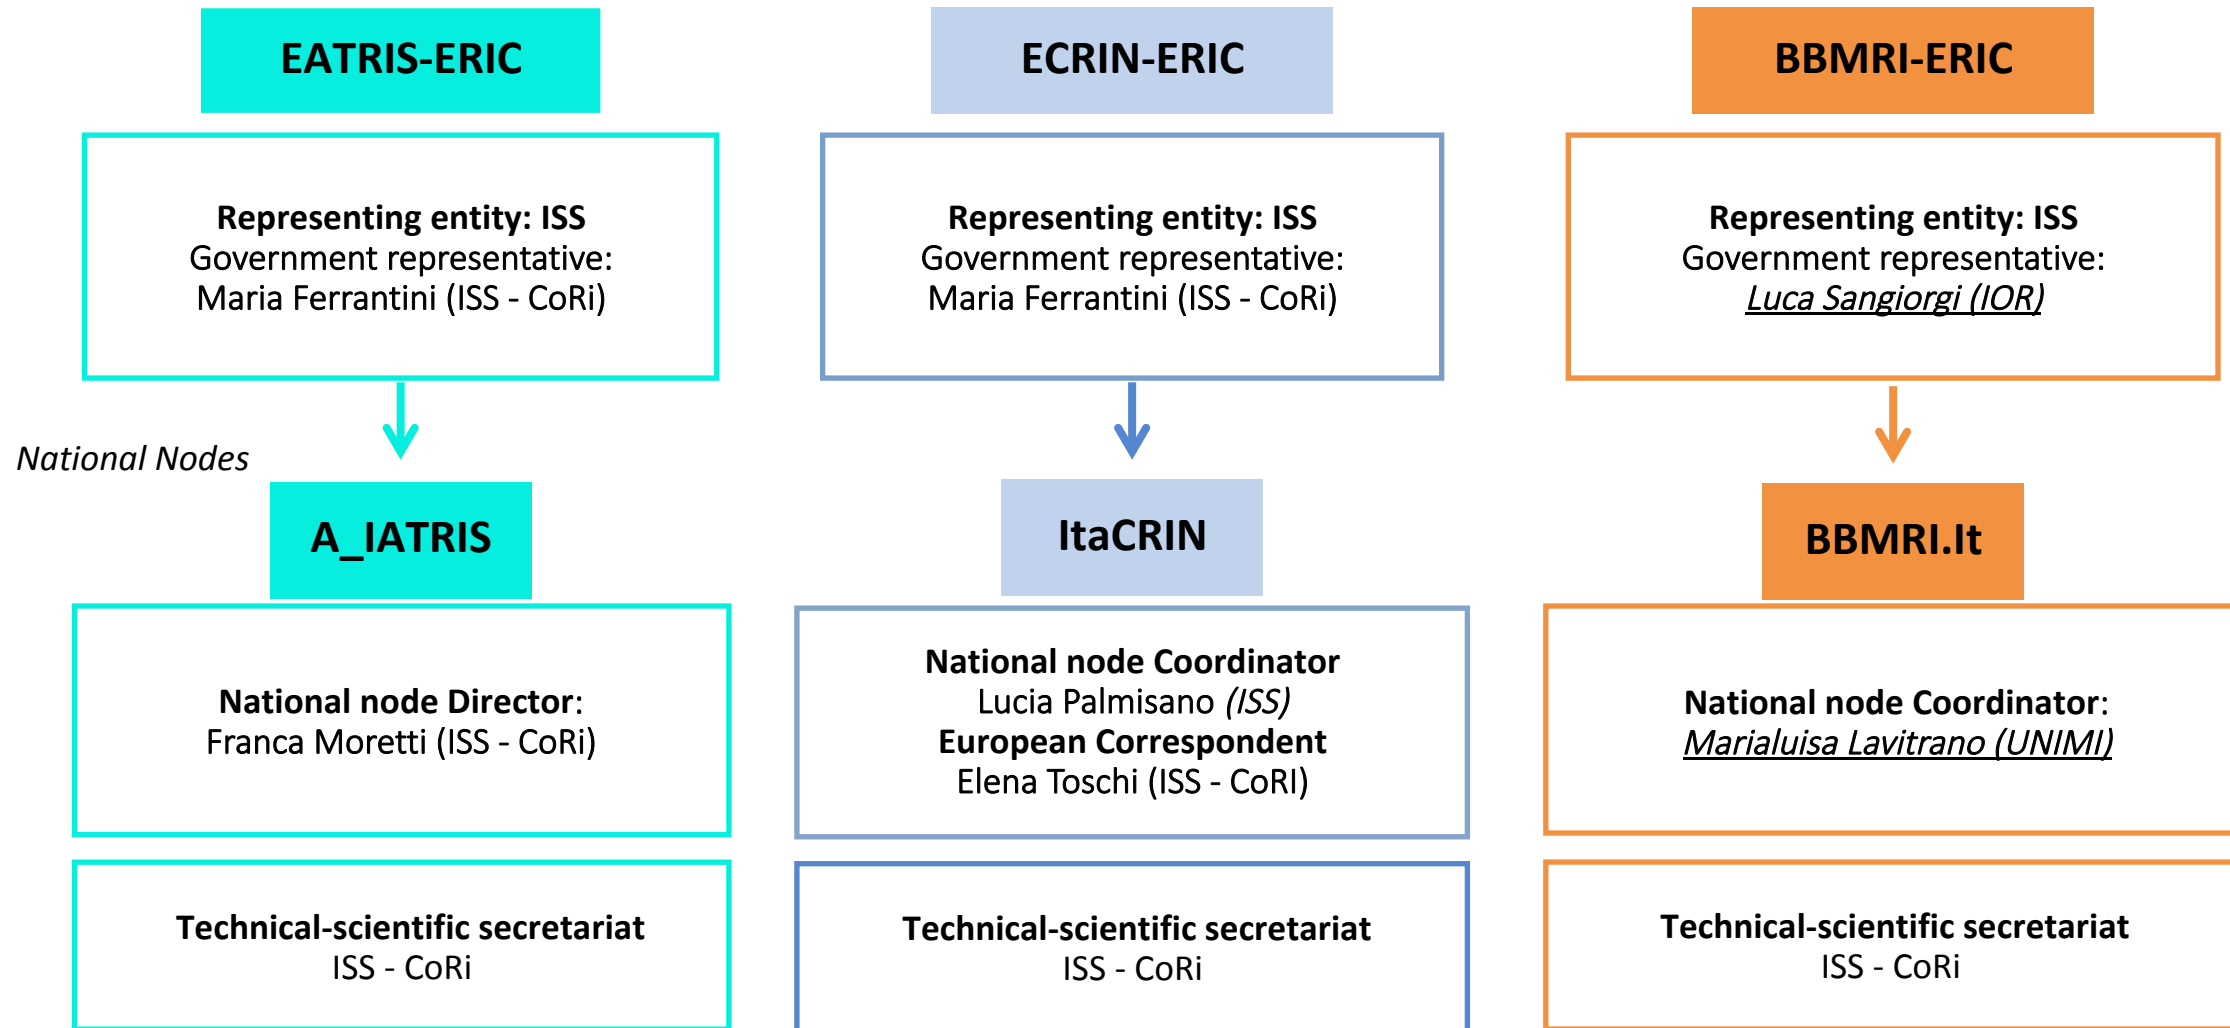 EATRIS-ERIC
Representing entity: ISS
Government representative:
Maria Ferrantini (ISS - CoRi)
ECRIN-ERIC
Representing entity: ISS
Government representative:
Maria Ferrantini (ISS - CoRi)
BBMRI-ERIC
Representing entity: ISS
Government representative:
Luca Sangiorgi (IOR)
National Nodes
A_IATRIS
National node Director:
Franca Moretti (ISS - CoRi)
Technical-scientific secretariat
ISS - CoRi
ItaCRIN
National node Coordinator
Lucia Palmisano (ISS)
European Correspondent
Elena Toschi (ISS - CoRI)
Technical-scientific secretariat
ISS - CoRi
BBMRI.It
National node Coordinator:
Marialuisa Lavitrano (UNIMI)
Technical-scientific secretariat
ISS - CoRi